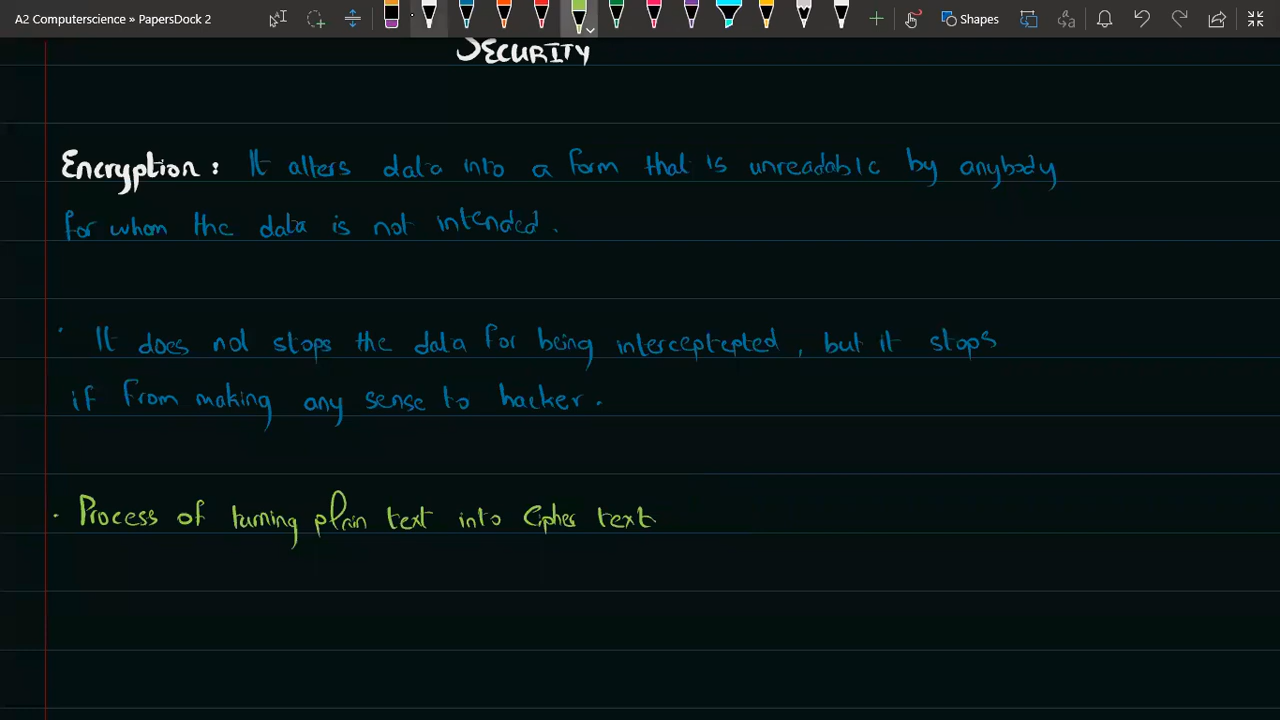 A2 Computerscience » PapersDock 2
Shapes
SECURITY
Encryption : It alters data into a form that is unreadable by anybody
for whom the data is not intended.
· It does not stops the data for being interceptepted, but it stops
if from making any sense to hacker.
· Process of turning plain text into Cipher text